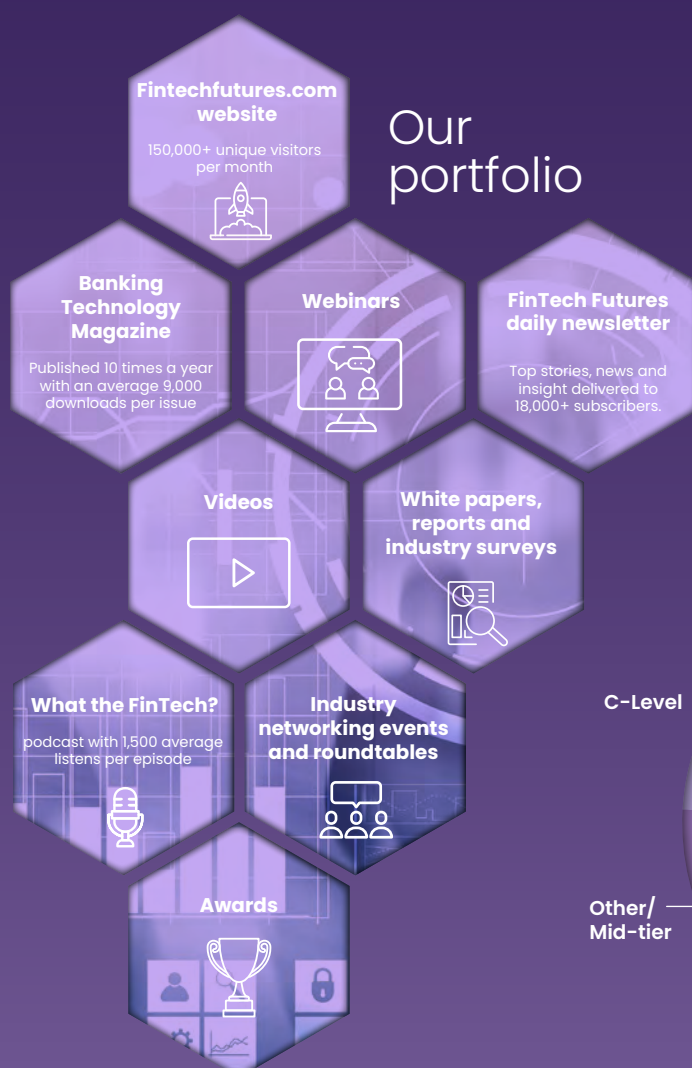 Fintechfutures.com
website
150,000+ unique visitors
per month
Our
portfolio
Banking
Technology
Magazine
Published 10 times a year
with an average 9,000
downloads per issue
Webinars
FinTech Futures
daily newsletter
Top stories, news and
insight delivered to
18,000+ subscribers.
Videos
White papers,
reports and
industry surveys
What the FinTech?
podcast with 1,500 average
listens per episode
Industry
networking events
and roundtables
Awards
C-Level
Other/
Mid-tier